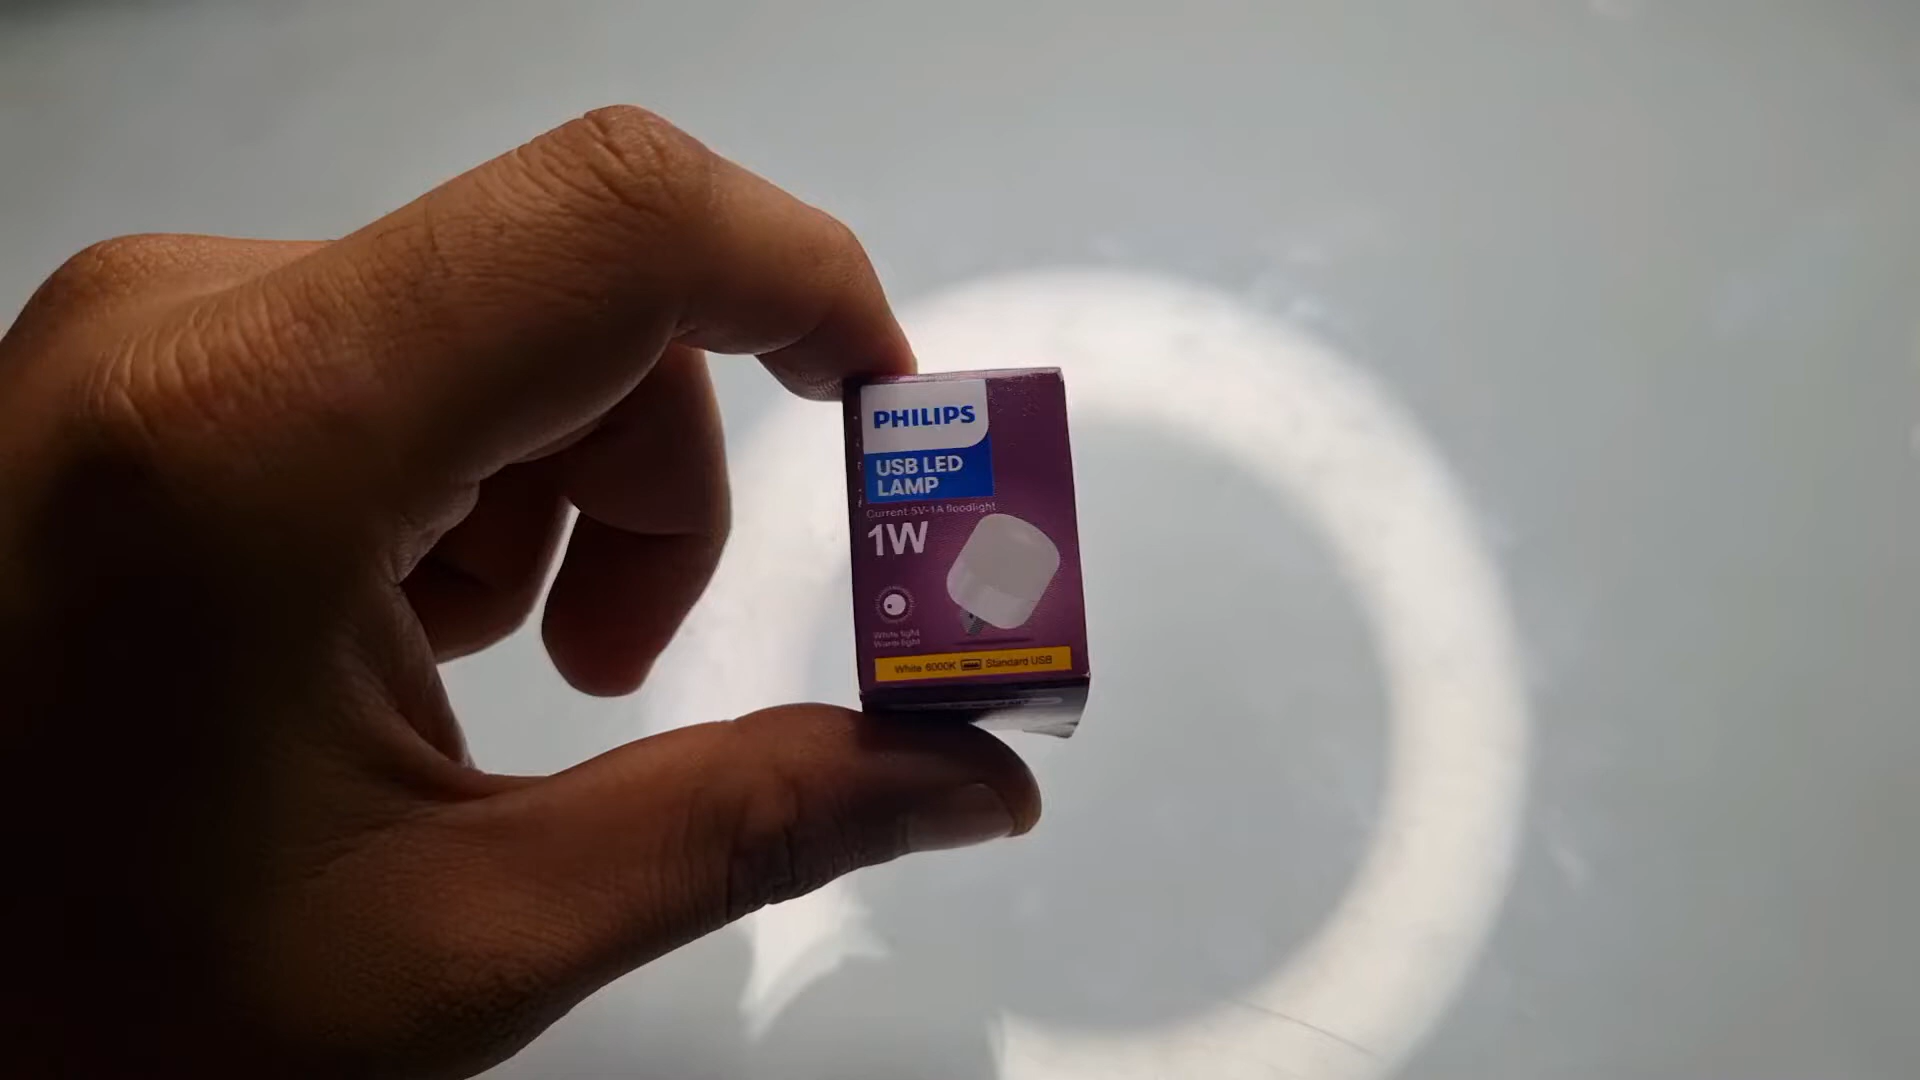 PHILIPS
USB LED
LAMP
Current:5V-1A floodlight
1W
White light
Warm light
White 6000K Standard USB